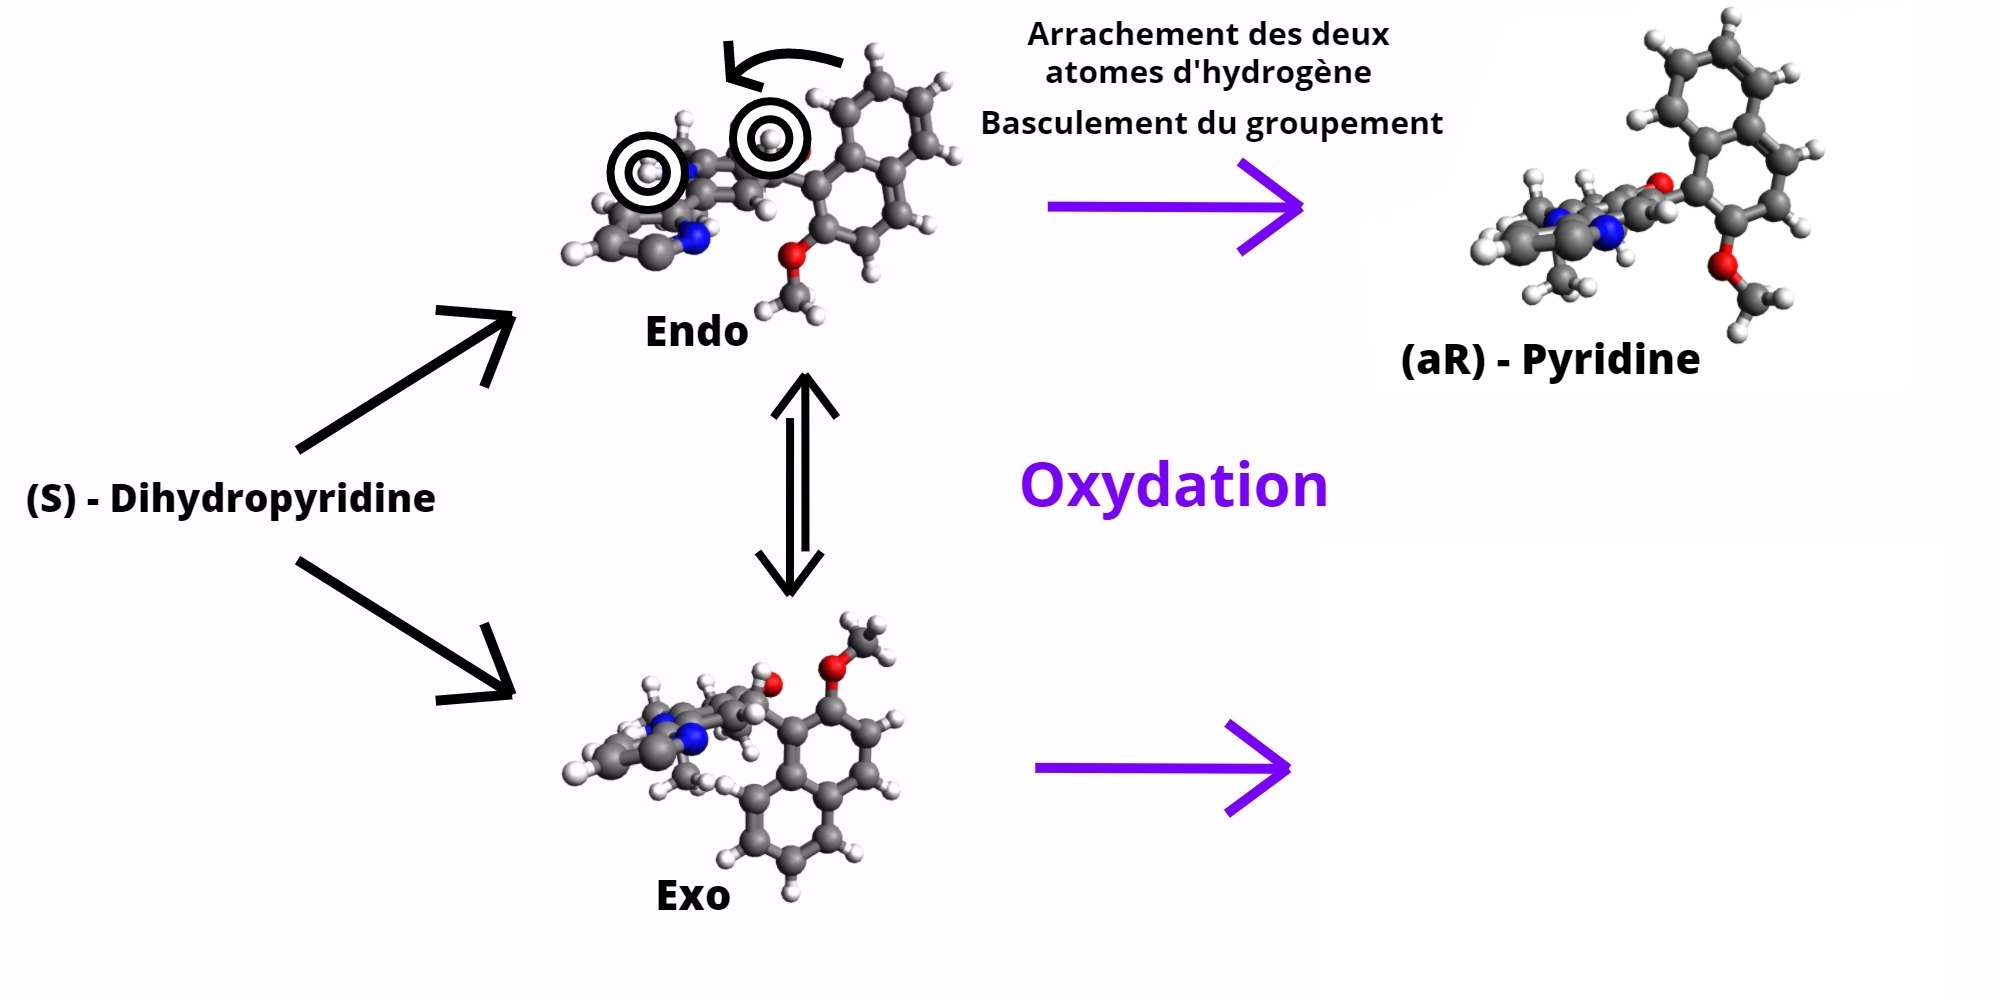 Arrachement des deux
atomes d'hydrogène
Basculement du groupement
Endo
(aR) - Pyridine
(S) - Dihydropyridine
Oxydation
Exo